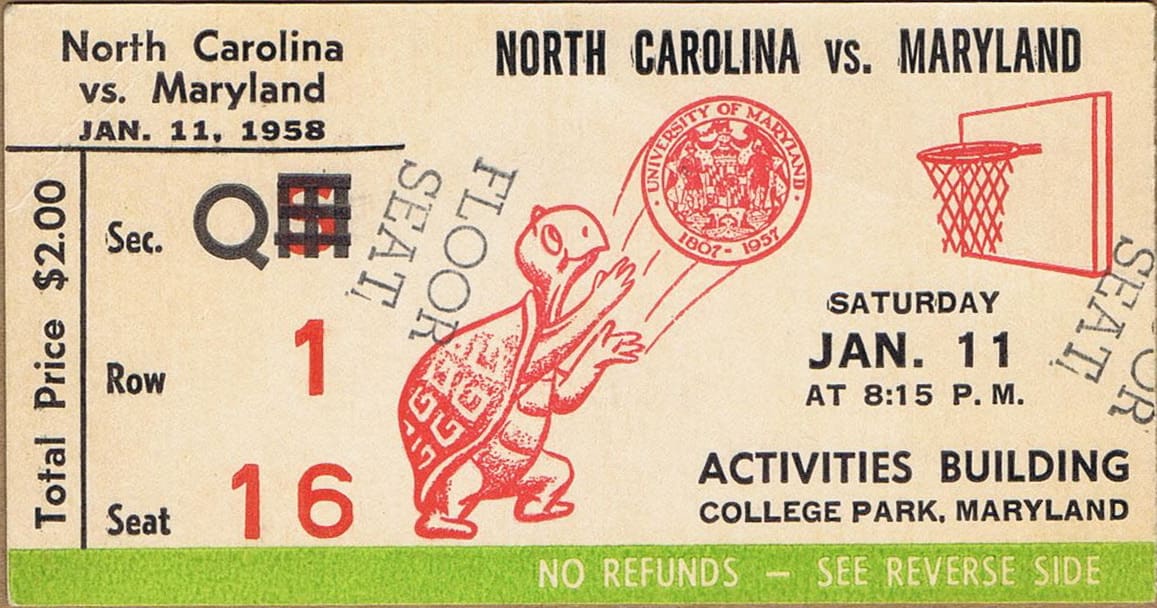 North Carolina
vs. Maryland
JAN. 11, 1958
Total Price $2.00
Sec. Q
Row 1
Seat 16
FLOOR
SEAT
NORTH CAROLINA vs. MARYLAND
UNIVERSITY OF MARYLAND
1807 - 1957
SATURDAY
JAN. 11
AT 8:15 P. M.
ACTIVITIES BUILDING
COLLEGE PARK, MARYLAND
SEAT
NO REFUNDS — SEE REVERSE SIDE